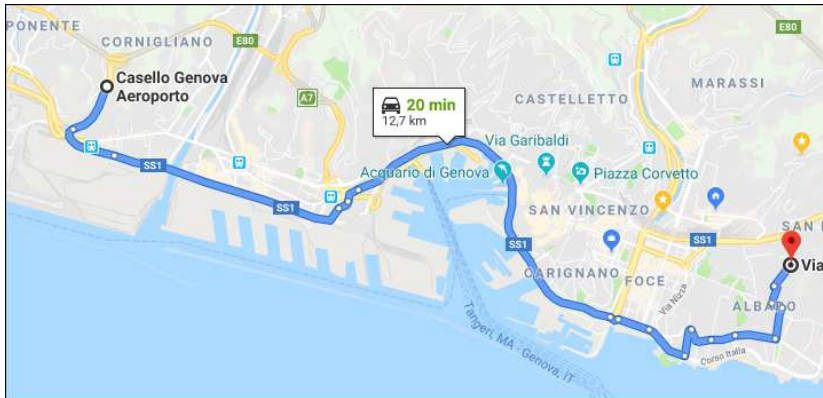 PONENTE
CORNIGLIANO
E80
E80
Casello Genova
Aeroporto
A7
20 min
12,7 km
CASTELLETTO
MARASSI
Via Garibaldi
Acquario di Genova
Piazza Corvetto
SS1
SAN VINCENZO
SAN
SS1
SS1
SS1
Via
CARIGNANO
FOCE
Via Nizza
ALBARO
Corso Italia
Tangeri, MA - Genova, IT